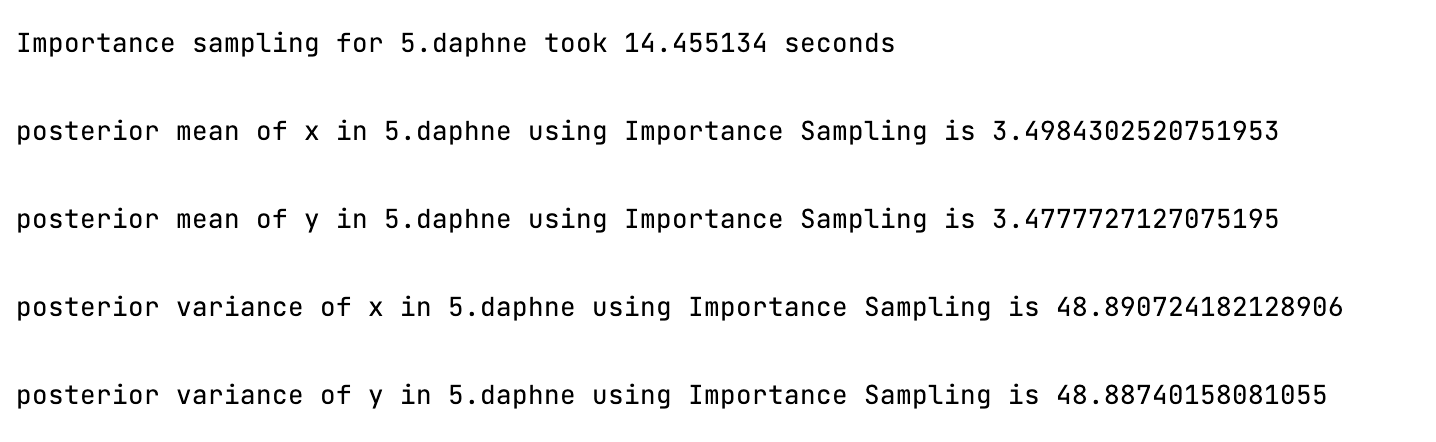 Importance sampling for 5.daphne took 14.455134 seconds
posterior mean of x in 5.daphne using Importance Sampling is 3.4984302520751953
posterior mean of y in 5.daphne using Importance Sampling is 3.4777727127075195
posterior variance of x in 5.daphne using Importance Sampling is 48.890724182128906
posterior variance of y in 5.daphne using Importance Sampling is 48.88740158081055